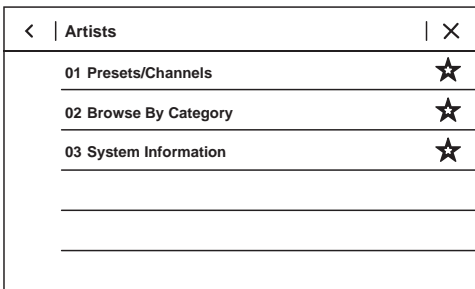 Artists
01 Presets/Channels
02 Browse By Category
03 System Information